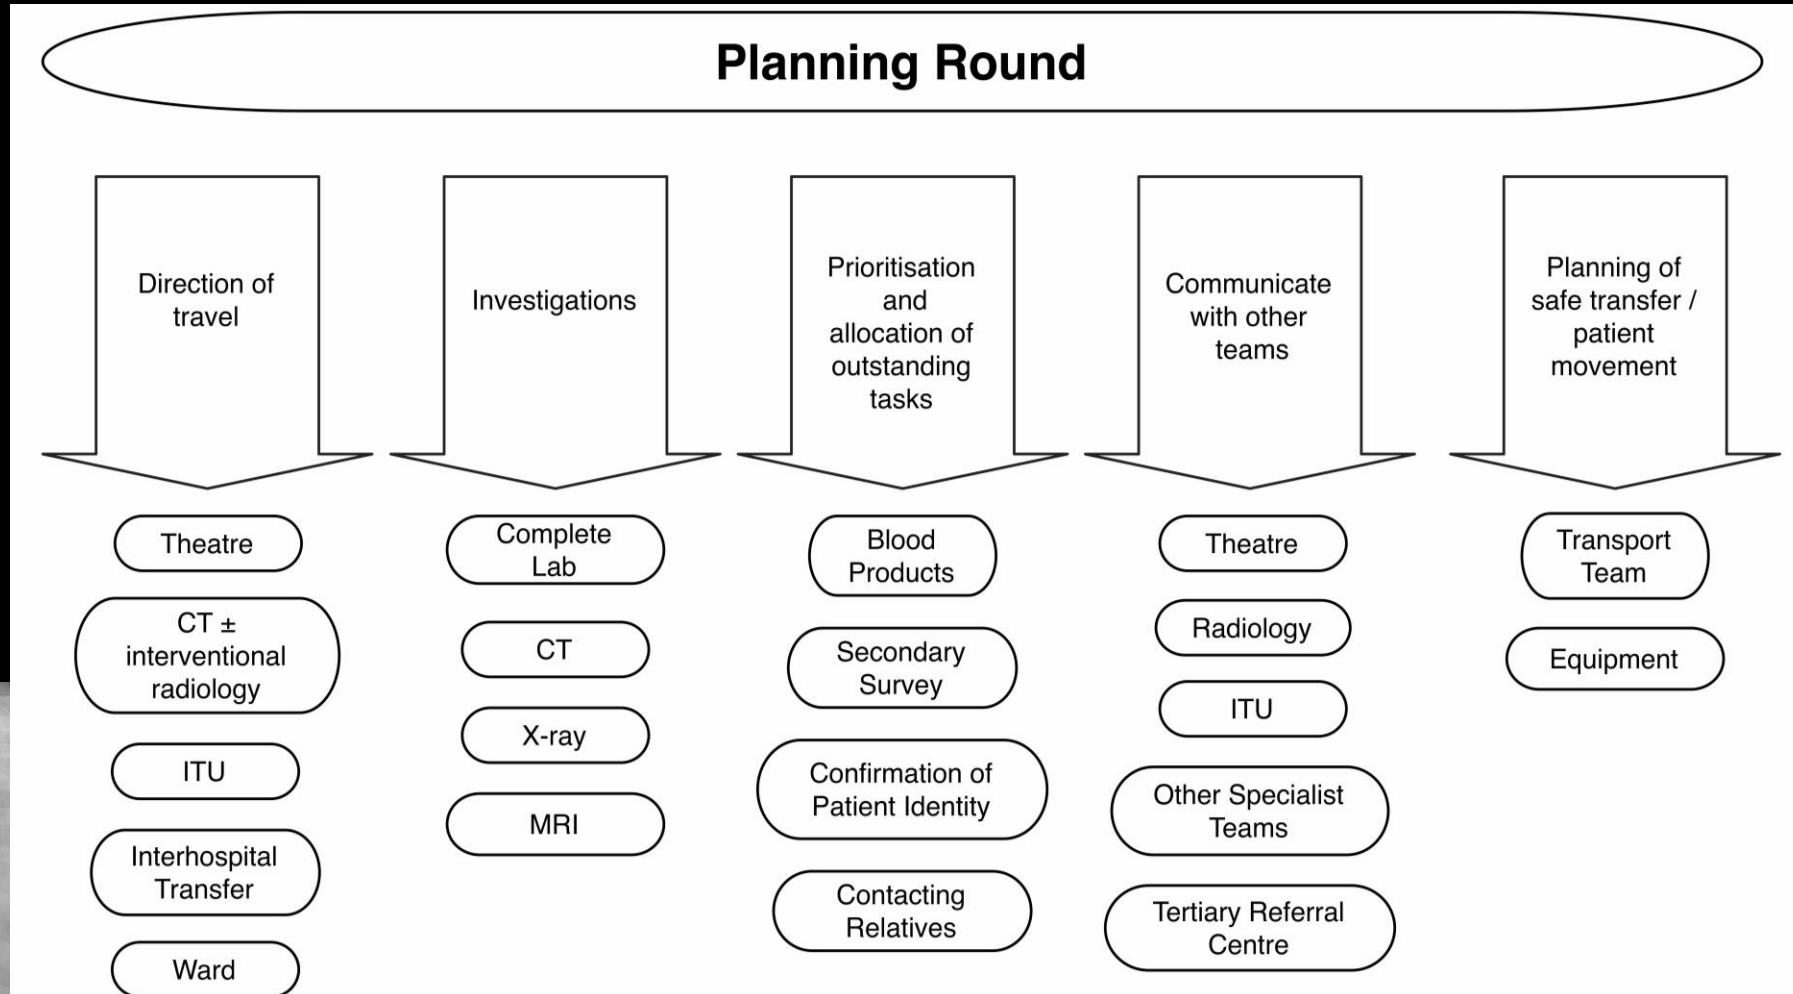 Planning Round
Direction of
travel
Theatre
CT ±
interventional
radiology
ITU
Interhospital
Transfer
Ward
Investigations
Complete
Lab
CT
X-ray
MRI
Prioritisation
and
allocation of
outstanding
tasks
Blood
Products
Secondary
Survey
Confirmation of
Patient Identity
Contacting
Relatives
Communicate
with other
teams
Theatre
Radiology
ITU
Other Specialist
Teams
Tertiary Referral
Centre
Planning of
safe transfer /
patient
movement
Transport
Team
Equipment